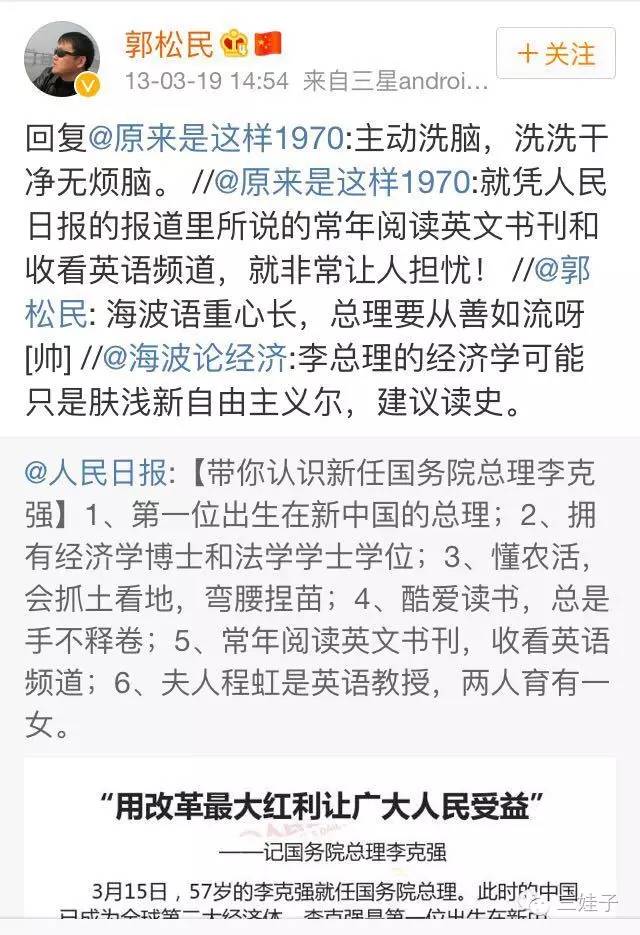 郭松民
+关注
13-03-19 14:54 来自三星androi...
回复@原来是这样1970:主动洗脑，洗洗干
净无烦脑。 //@原来是这样1970:就凭人民
日报的报道里所说的常年阅读英文书刊和
收看英语频道，就非常让人担忧！ //@郭
松民: 海波语重心长，总理要从善如流呀
[帅] //@海波论经济:李总理的经济学可能
只是肤浅新自由主义尔，建议读史。
@人民日报:【带你认识新任国务院总理李克
强】1、第一位出生在新中国的总理；2、拥
有经济学博士和法学学士学位；3、懂农活，
会抓土看地，弯腰捏苗；4、酷爱读书，总是
手不释卷；5、常年阅读英文书刊，收看英语
频道；6、夫人程虹是英语教授，两人育有一
女。
“用改革最大红利让广大人民受益”
——记国务院总理李克强
3月15日，57岁的李克强就任国务院总理。此时的中国
已成为全球第二大经济体，李克强是第一位出生在新中
三娃子